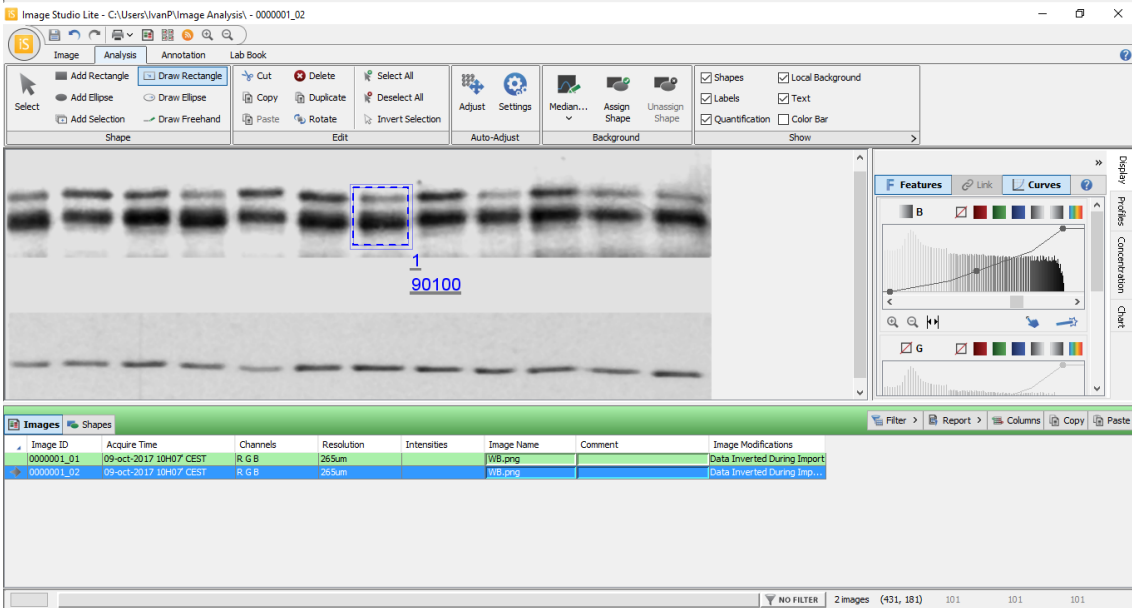 Image Studio Lite - C:\Users\IvanP\Image Analysis\ - 0000001_02
iS
Image Analysis Annotation Lab Book
Select
Add Rectangle Draw Rectangle
Add Ellipse Draw Ellipse
Add Selection Draw Freehand
Shape
Cut Delete Select All
Copy Duplicate Deselect All
Paste Rotate Invert Selection
Edit
Adjust Settings
Auto-Adjust
Median... Assign Shape Unassign Shape
Background
Shapes Local Background
Labels Text
Quantification Color Bar
Show
1
90100
Features Link Curves
B
G
Display
Profiles
Concentration
Chart
Images Shapes
Filter Report Columns Copy Paste
Image ID Acquire Time Channels Resolution Intensities Image Name Comment Image Modifications
0000001_01 09-oct-2017 10H07' CEST R G B 265um WB.png Data Inverted During Import
0000001_02 09-oct-2017 10H07' CEST R G B 265um WB.png Data Inverted During Imp...
NO FILTER 2 images (431, 181) 101 101 101